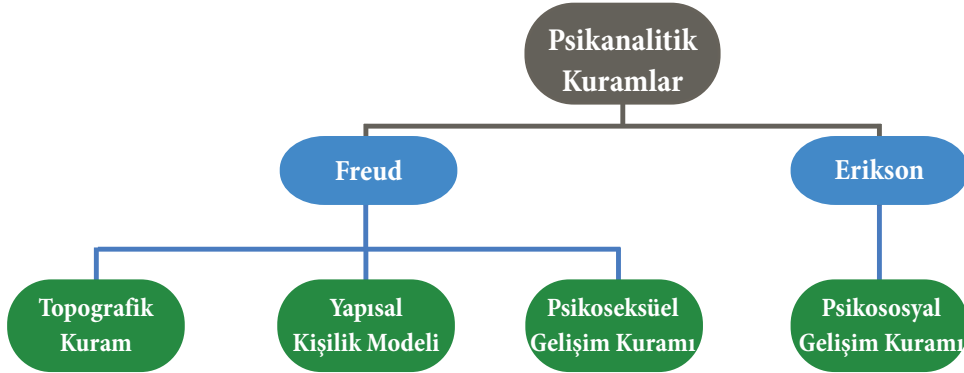 Psikanalitik
Kuramlar
Freud
Erikson
Topografik
Kuram
Yapısal
Kişilik Modeli
Psikoseksüel
Gelişim Kuramı
Psikososyal
Gelişim Kuramı